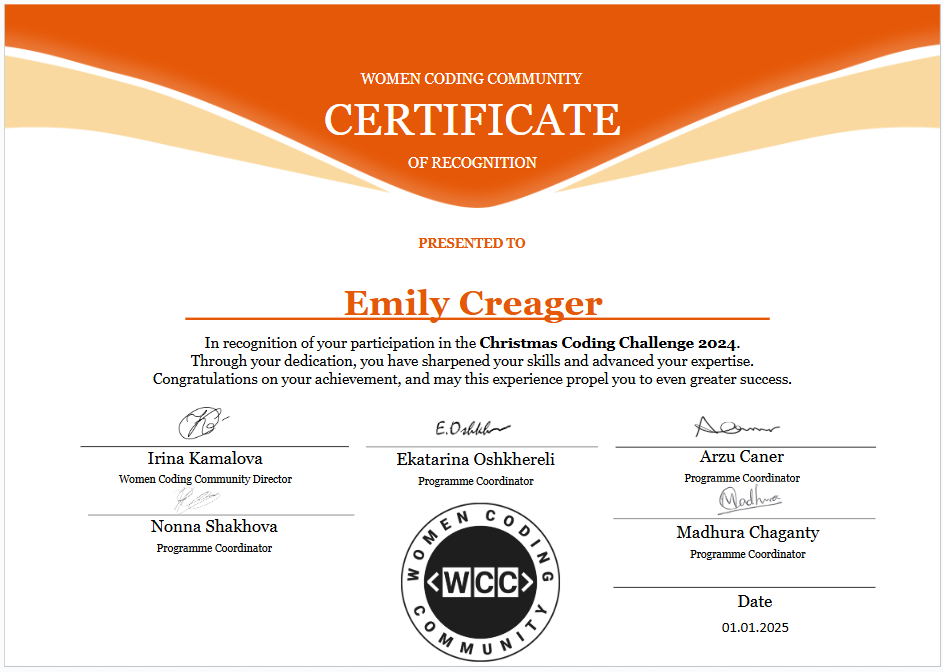 WOMEN CODING COMMUNITY
CERTIFICATE
OF RECOGNITION
PRESENTED TO
Emily Creager
In recognition of your participation in the Christmas Coding Challenge 2024.
Through your dedication, you have sharpened your skills and advanced your expertise.
Congratulations on your achievement, and may this experience propel you to even greater success.
E.Oshkh
Irina Kamalova
Women Coding Community Director
Ekatarina Oshkhereli
Programme Coordinator
Arzu Caner
Programme Coordinator
Madhura
Nonna Shakhova
Programme Coordinator
Madhura Chaganty
Programme Coordinator
WOMEN CODING
<WCC>
COMMUNITY
Date
01.01.2025